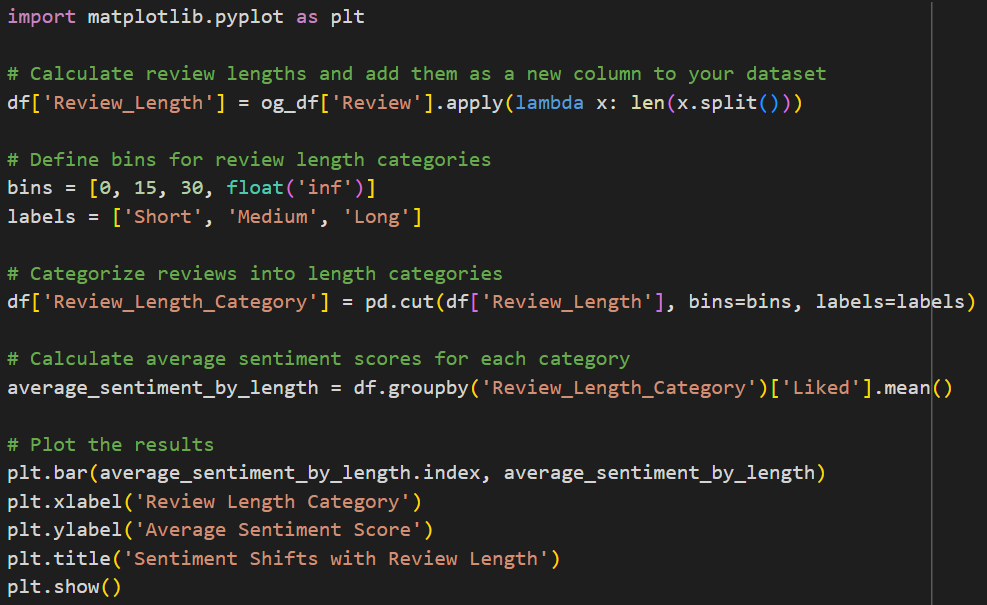 import matplotlib.pyplot as plt
# Calculate review lengths and add them as a new column to your dataset
df['Review_Length'] = og_df['Review'].apply(lambda x: len(x.split()))
# Define bins for review length categories
bins = [0, 15, 30, float('inf')]
labels = ['Short', 'Medium', 'Long']
# Categorize reviews into length categories
df['Review_Length_Category'] = pd.cut(df['Review_Length'], bins=bins, labels=labels)
# Calculate average sentiment scores for each category
average_sentiment_by_length = df.groupby('Review_Length_Category')['Liked'].mean()
# Plot the results
plt.bar(average_sentiment_by_length.index, average_sentiment_by_length)
plt.xlabel('Review Length Category')
plt.ylabel('Average Sentiment Score')
plt.title('Sentiment Shifts with Review Length')
plt.show()